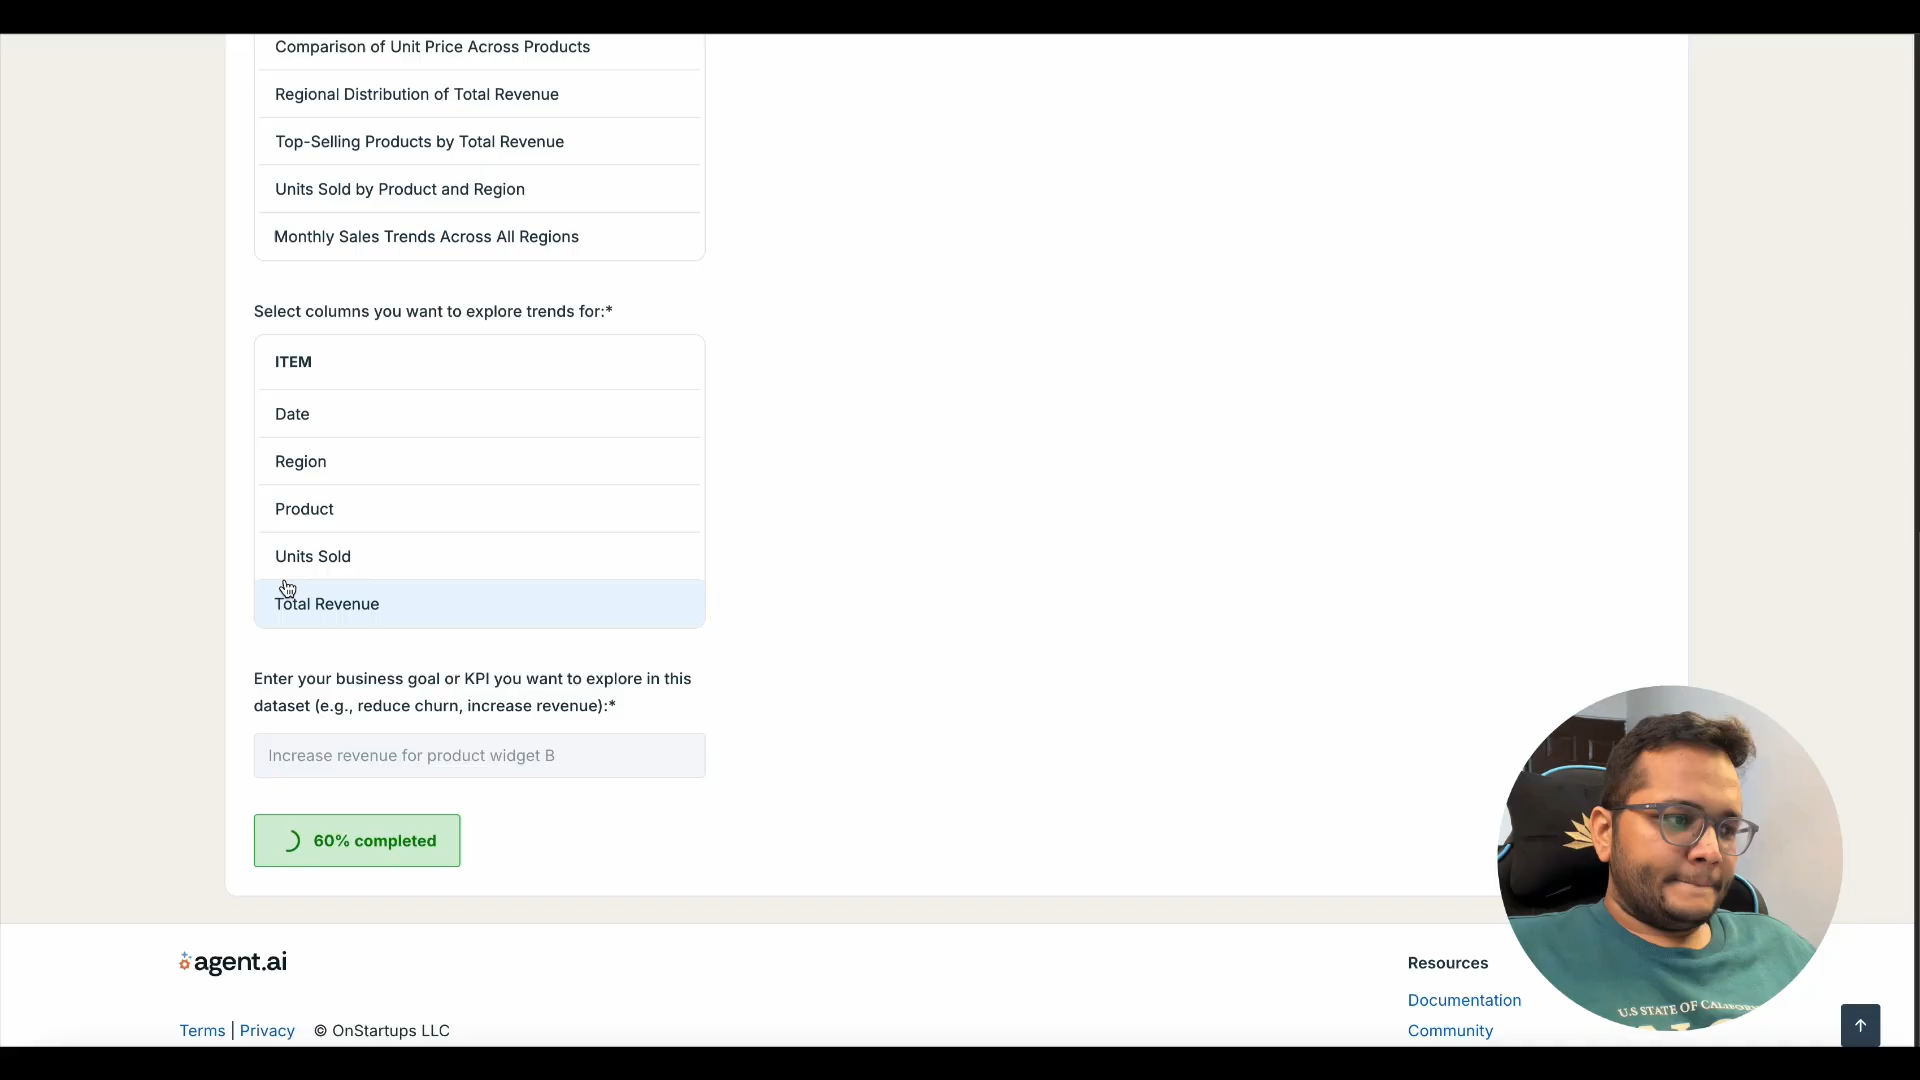 Comparison of Unit Price Across Products
Regional Distribution of Total Revenue
Top-Selling Products by Total Revenue
Units Sold by Product and Region
Monthly Sales Trends Across All Regions
Select columns you want to explore trends for:*
ITEM
Date
Region
Product
Units Sold
Total Revenue
Enter your business goal or KPI you want to explore in this
dataset (e.g., reduce churn, increase revenue):*
Increase revenue for product widget B
60% completed
agent.ai
Terms | Privacy © OnStartups LLC
Resources
Documentation
Community
U.S STATE OF